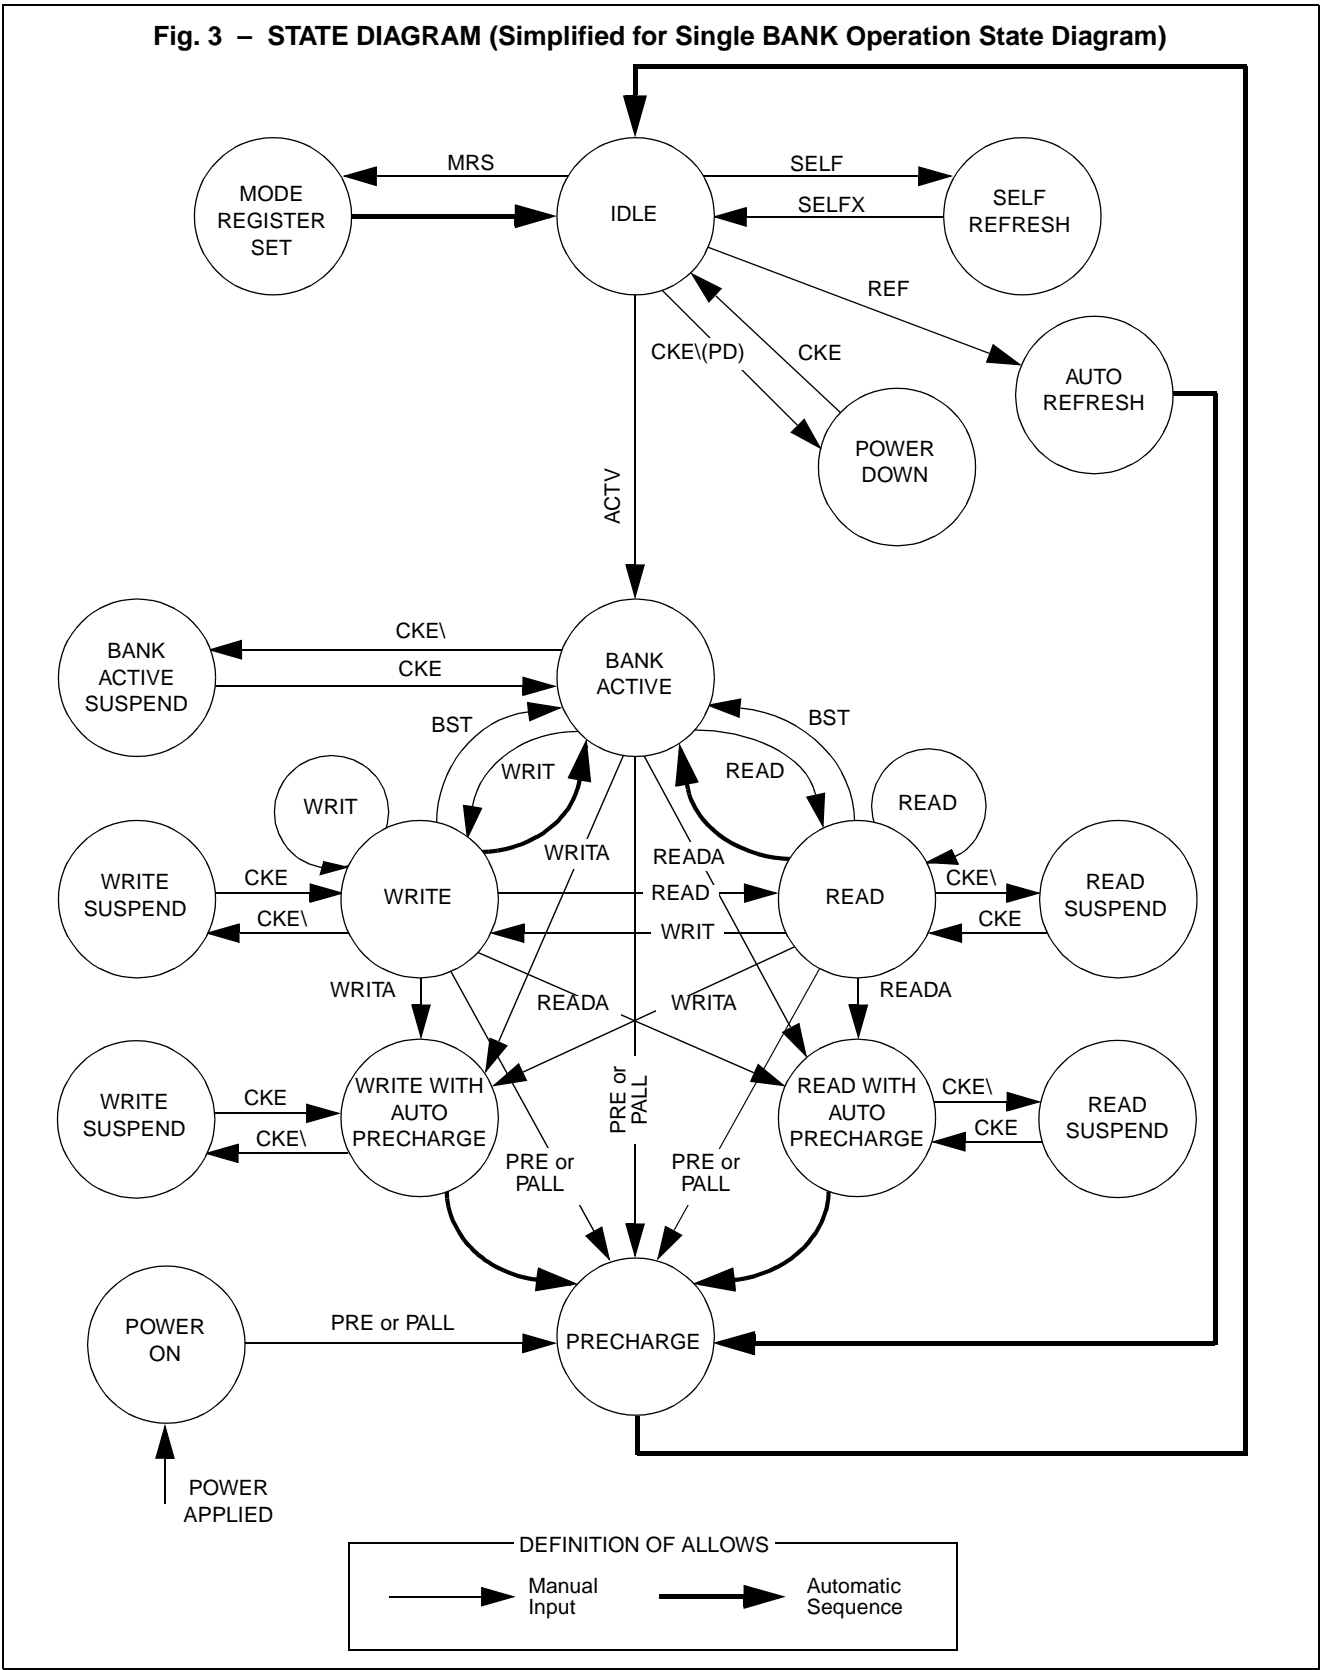 Fig. 3 – STATE DIAGRAM (Simplified for Single BANK Operation State Diagram)
MODE
REGISTER
SET
MRS
IDLE
SELF
SELFX
SELF
REFRESH
REF
CKE\(PD)
CKE
AUTO
REFRESH
POWER
DOWN
ACTV
BANK
ACTIVE
SUSPEND
CKE\
CKE
BANK
ACTIVE
BST
BST
WRIT
READ
WRIT
READ
WRITA
READA
WRITE
SUSPEND
CKE
CKE\
WRITE
READ
WRIT
READ
CKE\
CKE
READ
SUSPEND
WRITA
READA
WRITA
READA
WRITE
SUSPEND
CKE
CKE\
WRITE WITH
AUTO
PRECHARGE
PRE or
PALL
READ WITH
AUTO
PRECHARGE
CKE\
CKE
READ
SUSPEND
PRE or
PALL
PRE or
PALL
POWER
ON
PRE or PALL
PRECHARGE
POWER
APPLIED
DEFINITION OF ALLOWS
Manual
Input
Automatic
Sequence